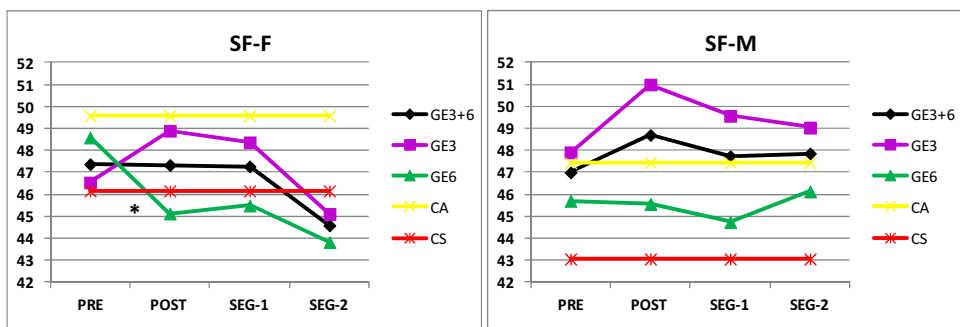 SF-F
52
51
50
49
48
47
46
45
44
43
42
*
PRE POST SEG-1 SEG-2
GE3+6
GE3
GE6
CA
CS
SF-M
52
51
50
49
48
47
46
45
44
43
42
PRE POST SEG-1 SEG-2
GE3+6
GE3
GE6
CA
CS